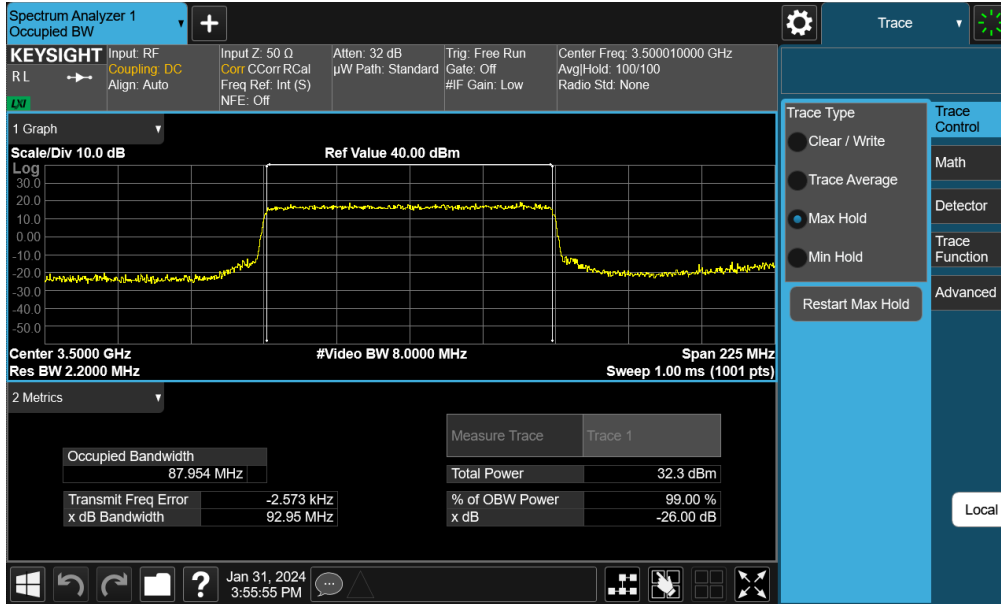 Spectrum Analyzer 1
Occupied BW
Trace
KEYSIGHT
R L
LXI
Input: RF
Coupling: DC
Align: Auto
Input Z: 50 Ω
Corr CCorr RCal
Freq Ref: Int (S)
NFE: Off
Atten: 32 dB
µW Path: Standard
Trig: Free Run
Gate: Off
#IF Gain: Low
Center Freq: 3.500010000 GHz
Avg|Hold: 100/100
Radio Std: None
1 Graph
Scale/Div 10.0 dB
Ref Value 40.00 dBm
Log
30.0
20.0
10.0
0.00
-10.0
-20.0
-30.0
-40.0
-50.0
Center 3.5000 GHz
#Video BW 8.0000 MHz
Span 225 MHz
Res BW 2.2000 MHz
Sweep 1.00 ms (1001 pts)
2 Metrics
Measure Trace
Trace 1
Occupied Bandwidth
87.954 MHz
Total Power
32.3 dBm
Transmit Freq Error
-2.573 kHz
% of OBW Power
99.00 %
x dB Bandwidth
92.95 MHz
x dB
-26.00 dB
Trace Type
Clear / Write
Trace Average
Max Hold
Min Hold
Restart Max Hold
Trace
Control
Math
Detector
Trace
Function
Advanced
Local
?
Jan 31, 2024
3:55:55 PM